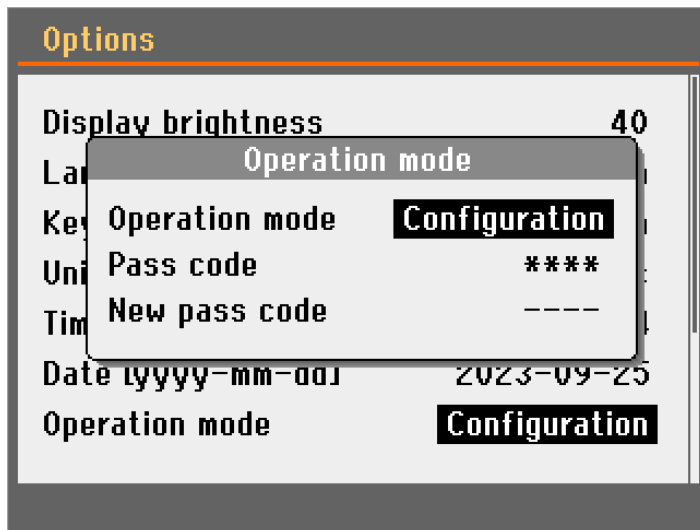 Options
Display brightness 40
Operation mode
Operation mode Configuration
Pass code ****
New pass code ----
Date [yyyy-mm-dd] 2023-09-25
Operation mode Configuration